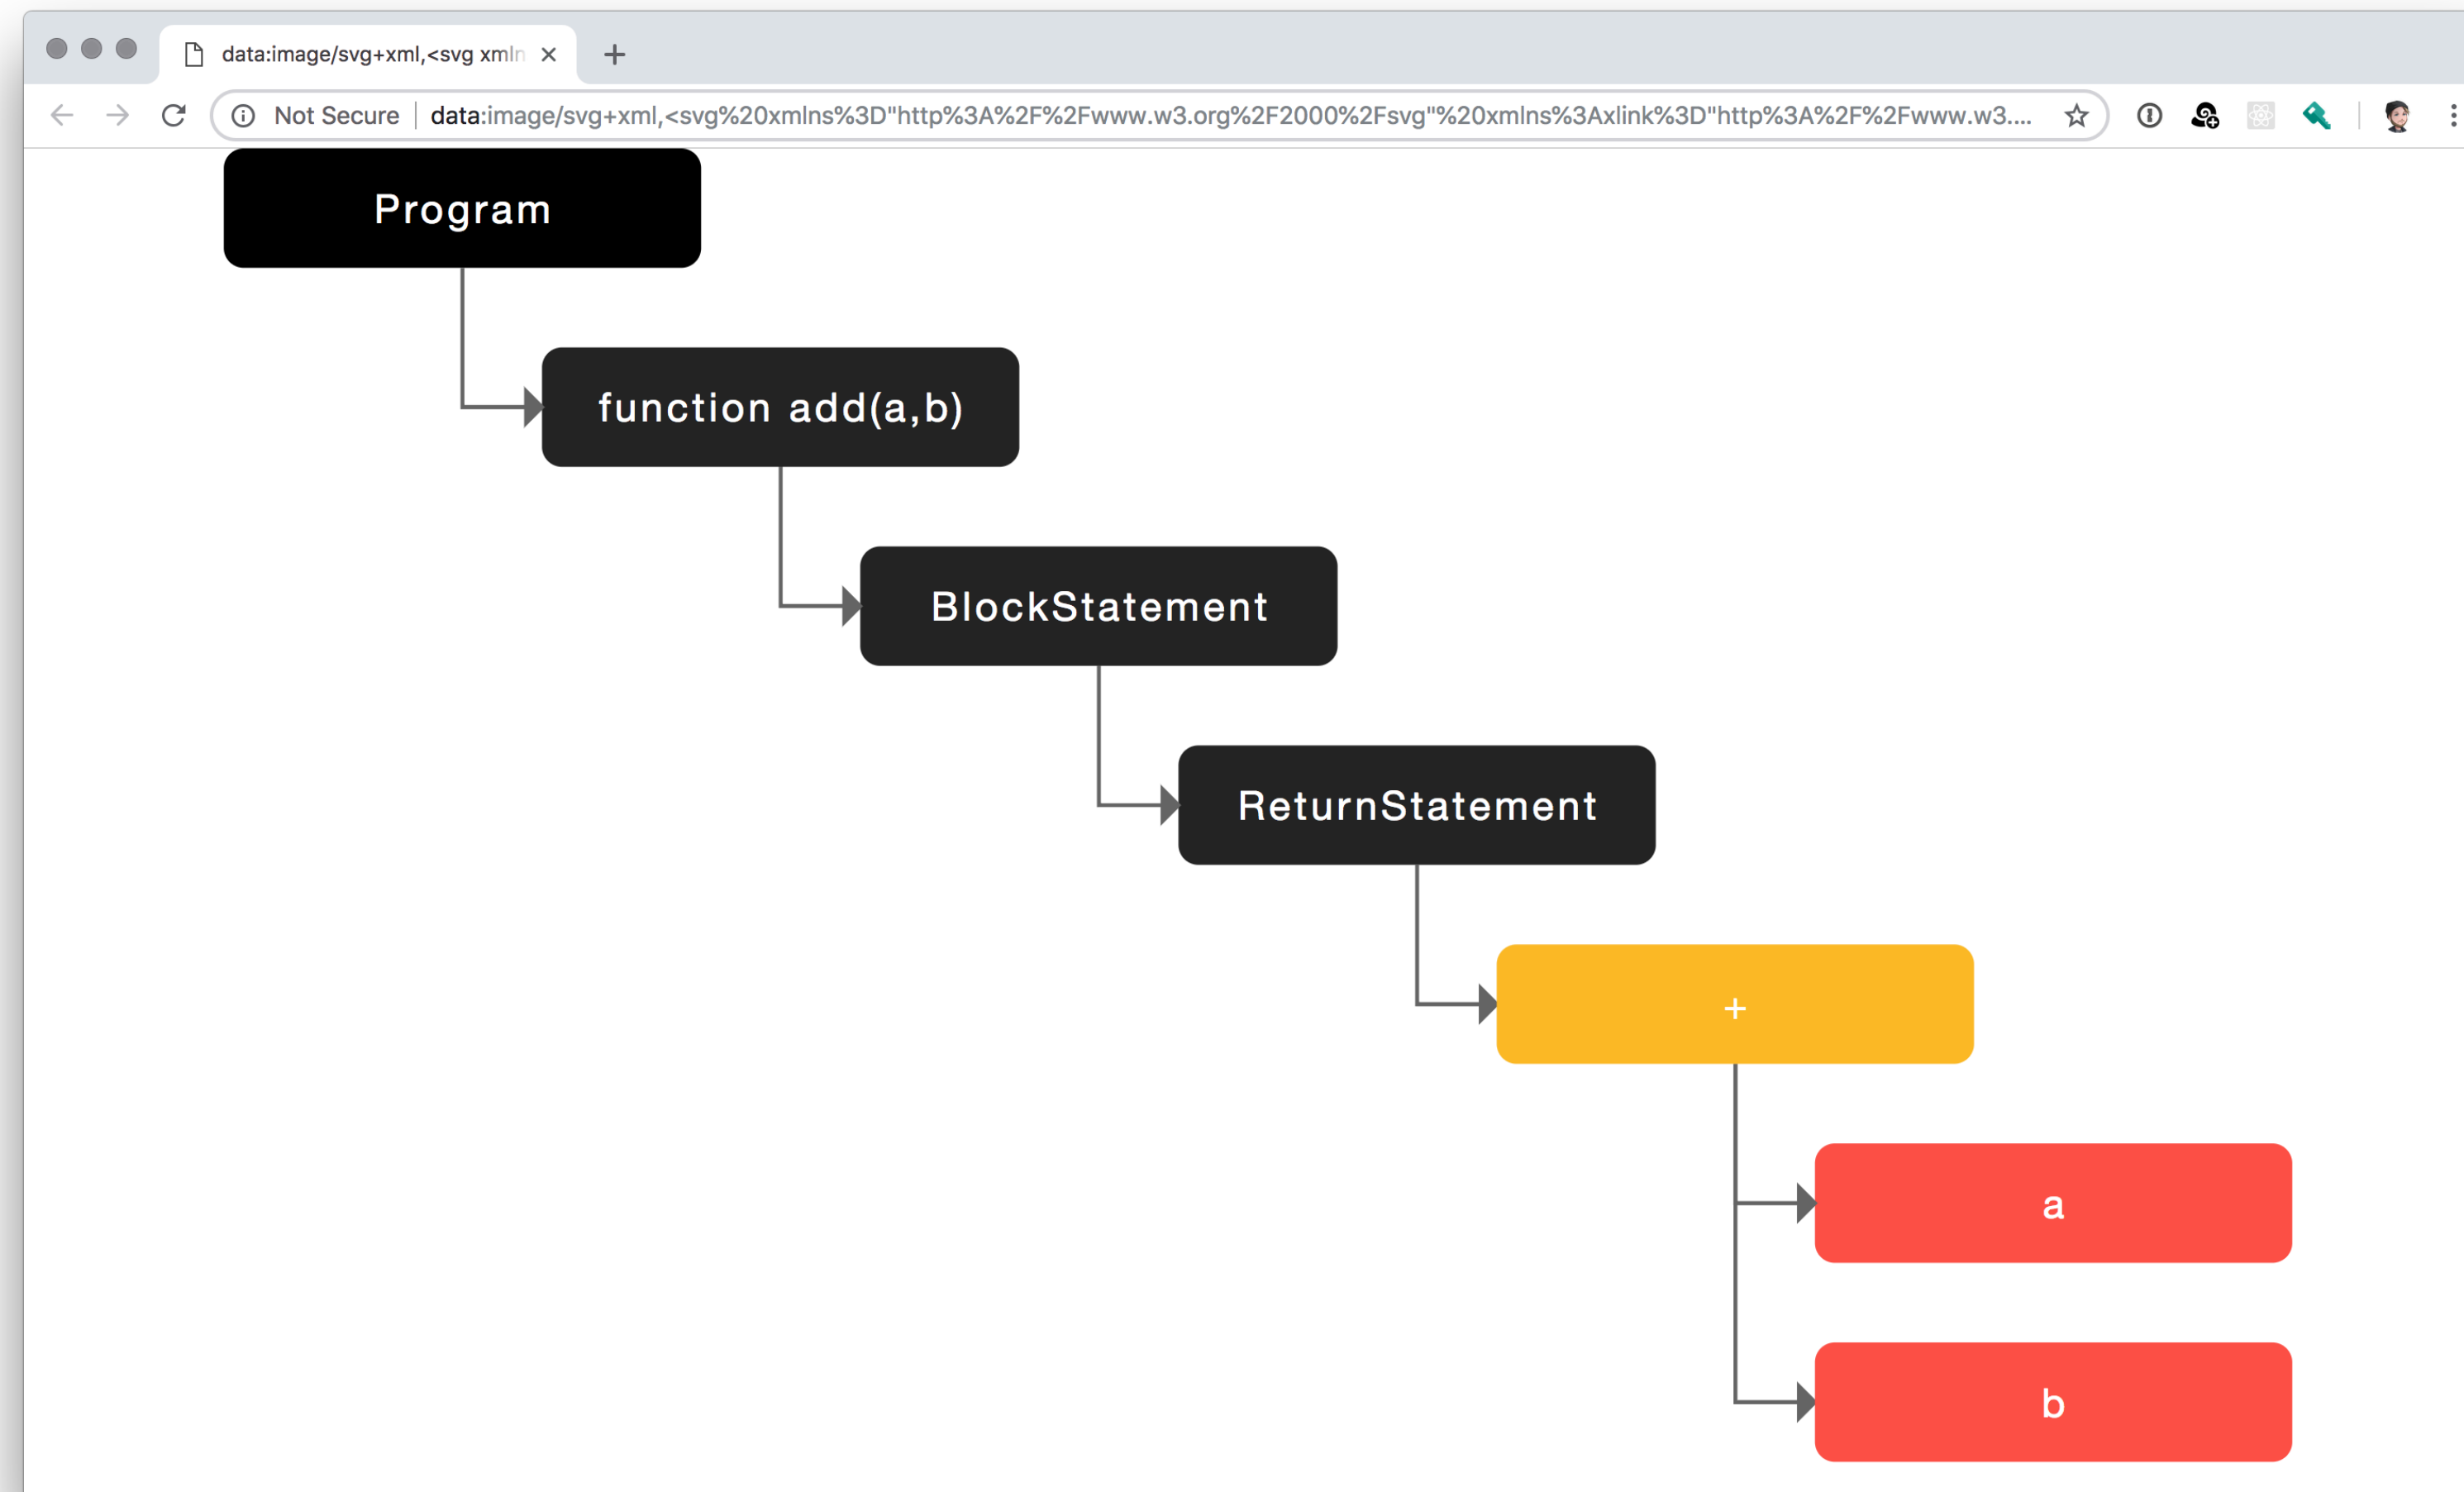 data:image/svg+xml,<svg xmln
Not Secure data:image/svg+xml,<svg%20xmlns%3D"http%3A%2F%2Fwww.w3.org%2F2000%2Fsvg"%20xmlns%3Axlink%3D"http%3A%2F%2Fwww.w3....
Program
function add(a,b)
BlockStatement
ReturnStatement
+
a
b